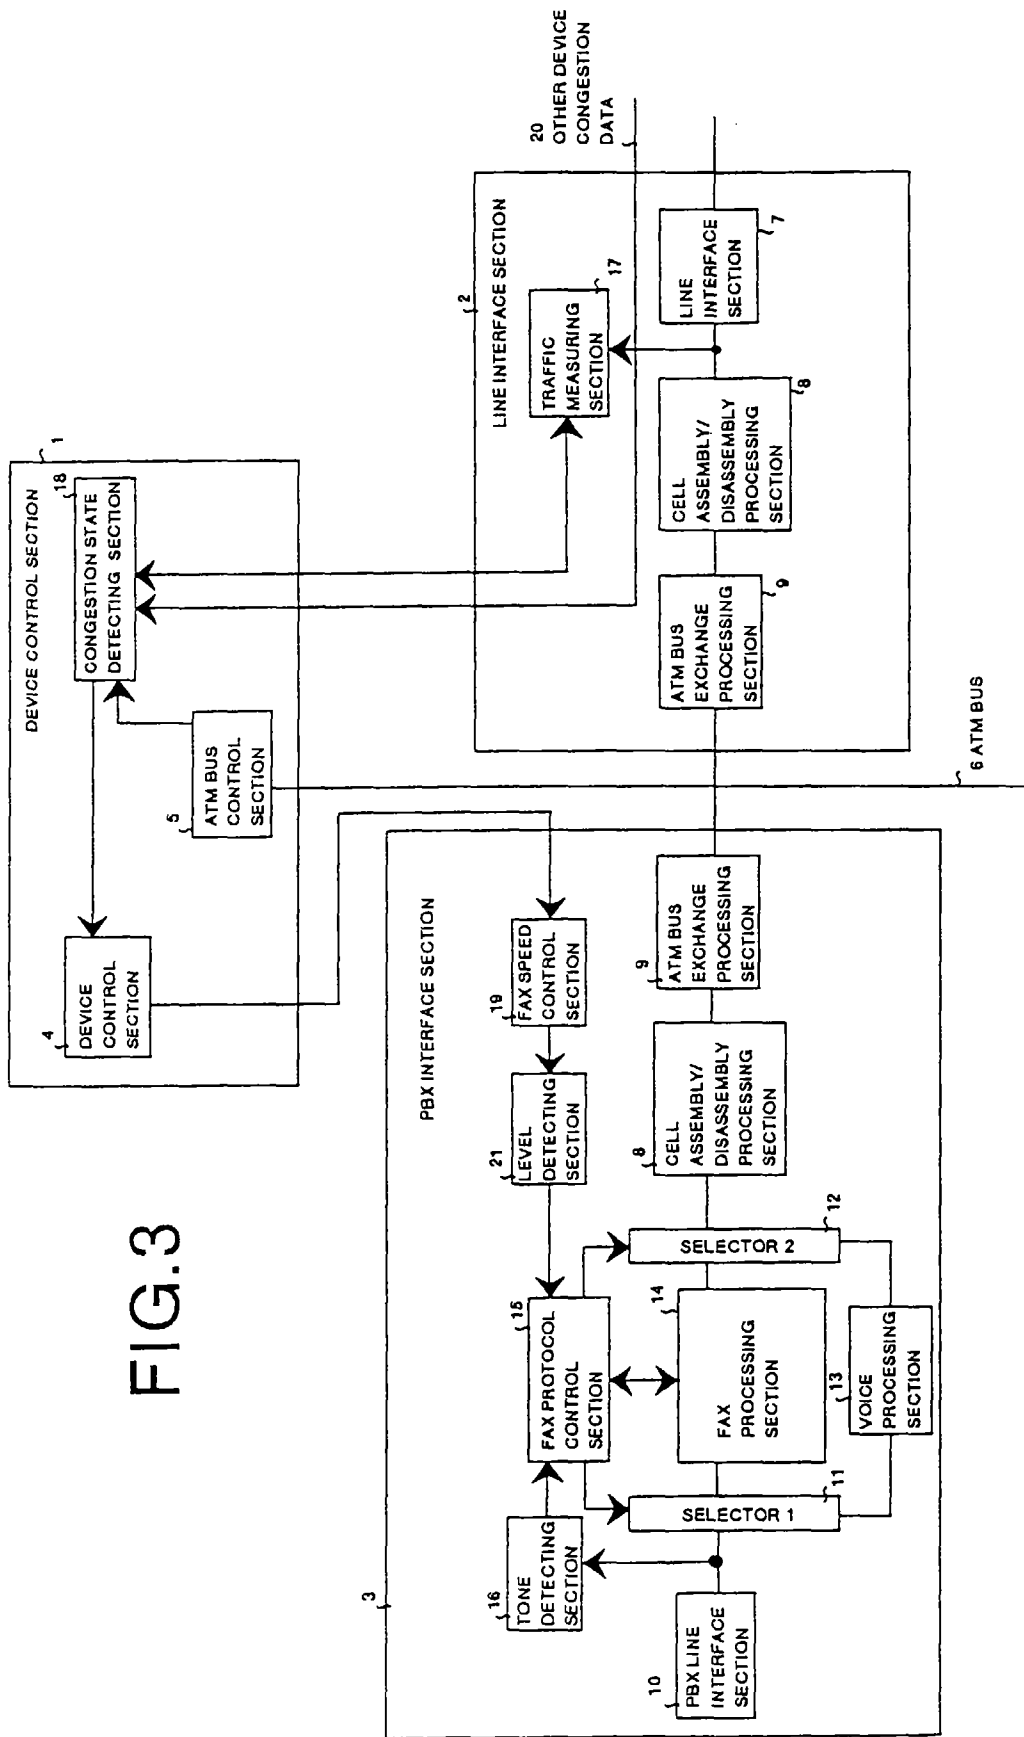 FIG.3
DEVICE CONTROL SECTION
1
4
DEVICE
CONTROL
SECTION
18
CONGESTION STATE
DETECTING SECTION
5
ATM BUS
CONTROL
SECTION
PBX INTERFACE SECTION
3
16
TONE
DETECTING
SECTION
15
FAX PROTOCOL
CONTROL
SECTION
21
LEVEL
DETECTING
SECTION
19
FAX SPEED
CONTROL
SECTION
10
PBX LINE
INTERFACE
SECTION
SELECTOR 1
11
14
FAX
PROCESSING
SECTION
SELECTOR 2
12
13
VOICE
PROCESSING
SECTION
8
CELL
ASSEMBLY/
DISASSEMBLY
PROCESSING
SECTION
9
ATM BUS
EXCHANGE
PROCESSING
SECTION
6 ATM BUS
LINE INTERFACE SECTION
2
TRAFFIC
MEASURING
SECTION
17
ATM BUS
EXCHANGE
PROCESSING
SECTION
9
CELL
ASSEMBLY/
DISASSEMBLY
PROCESSING
SECTION
8
LINE
INTERFACE
SECTION
7
20
OTHER DEVICE
CONGESTION
DATA